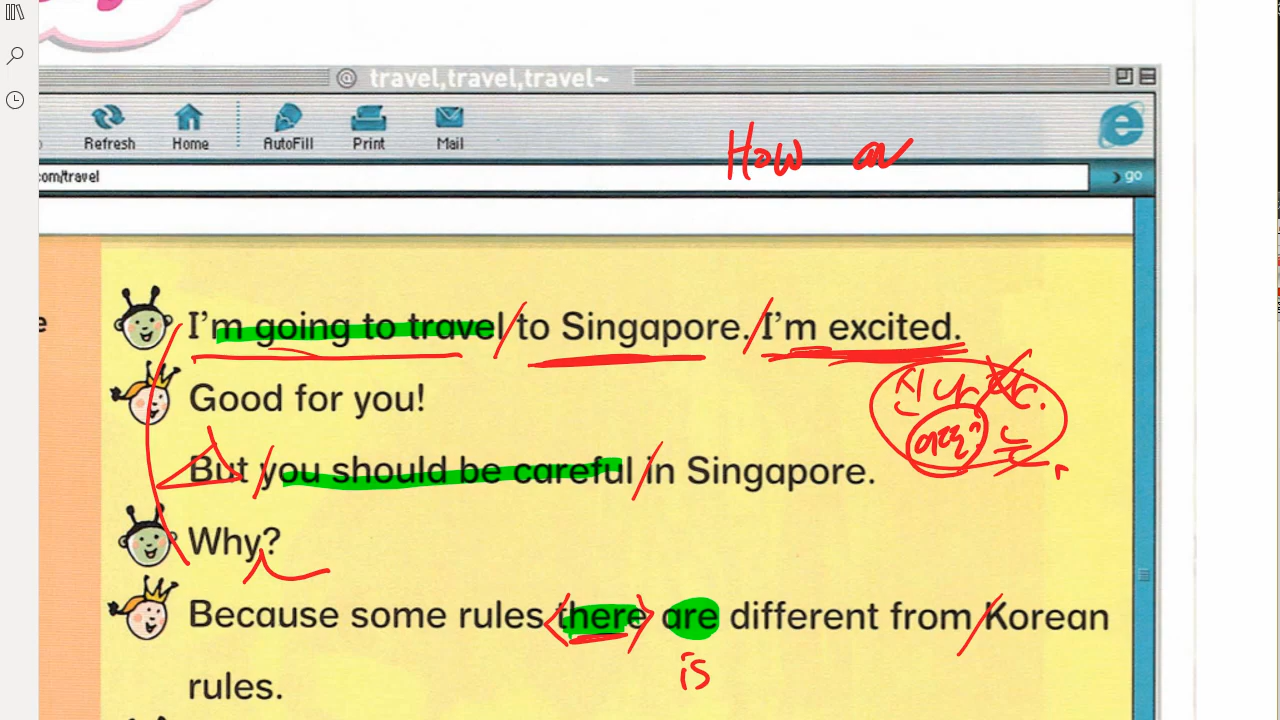 @ travel,travel,travel~
Refresh Home AutoFill Print Mail
How
com/travel
go
e
I'm going to travel to Singapore. I'm excited.
Good for you!
But you should be careful in Singapore.
Why?
Because some rules there are different from Korean
is
rules.